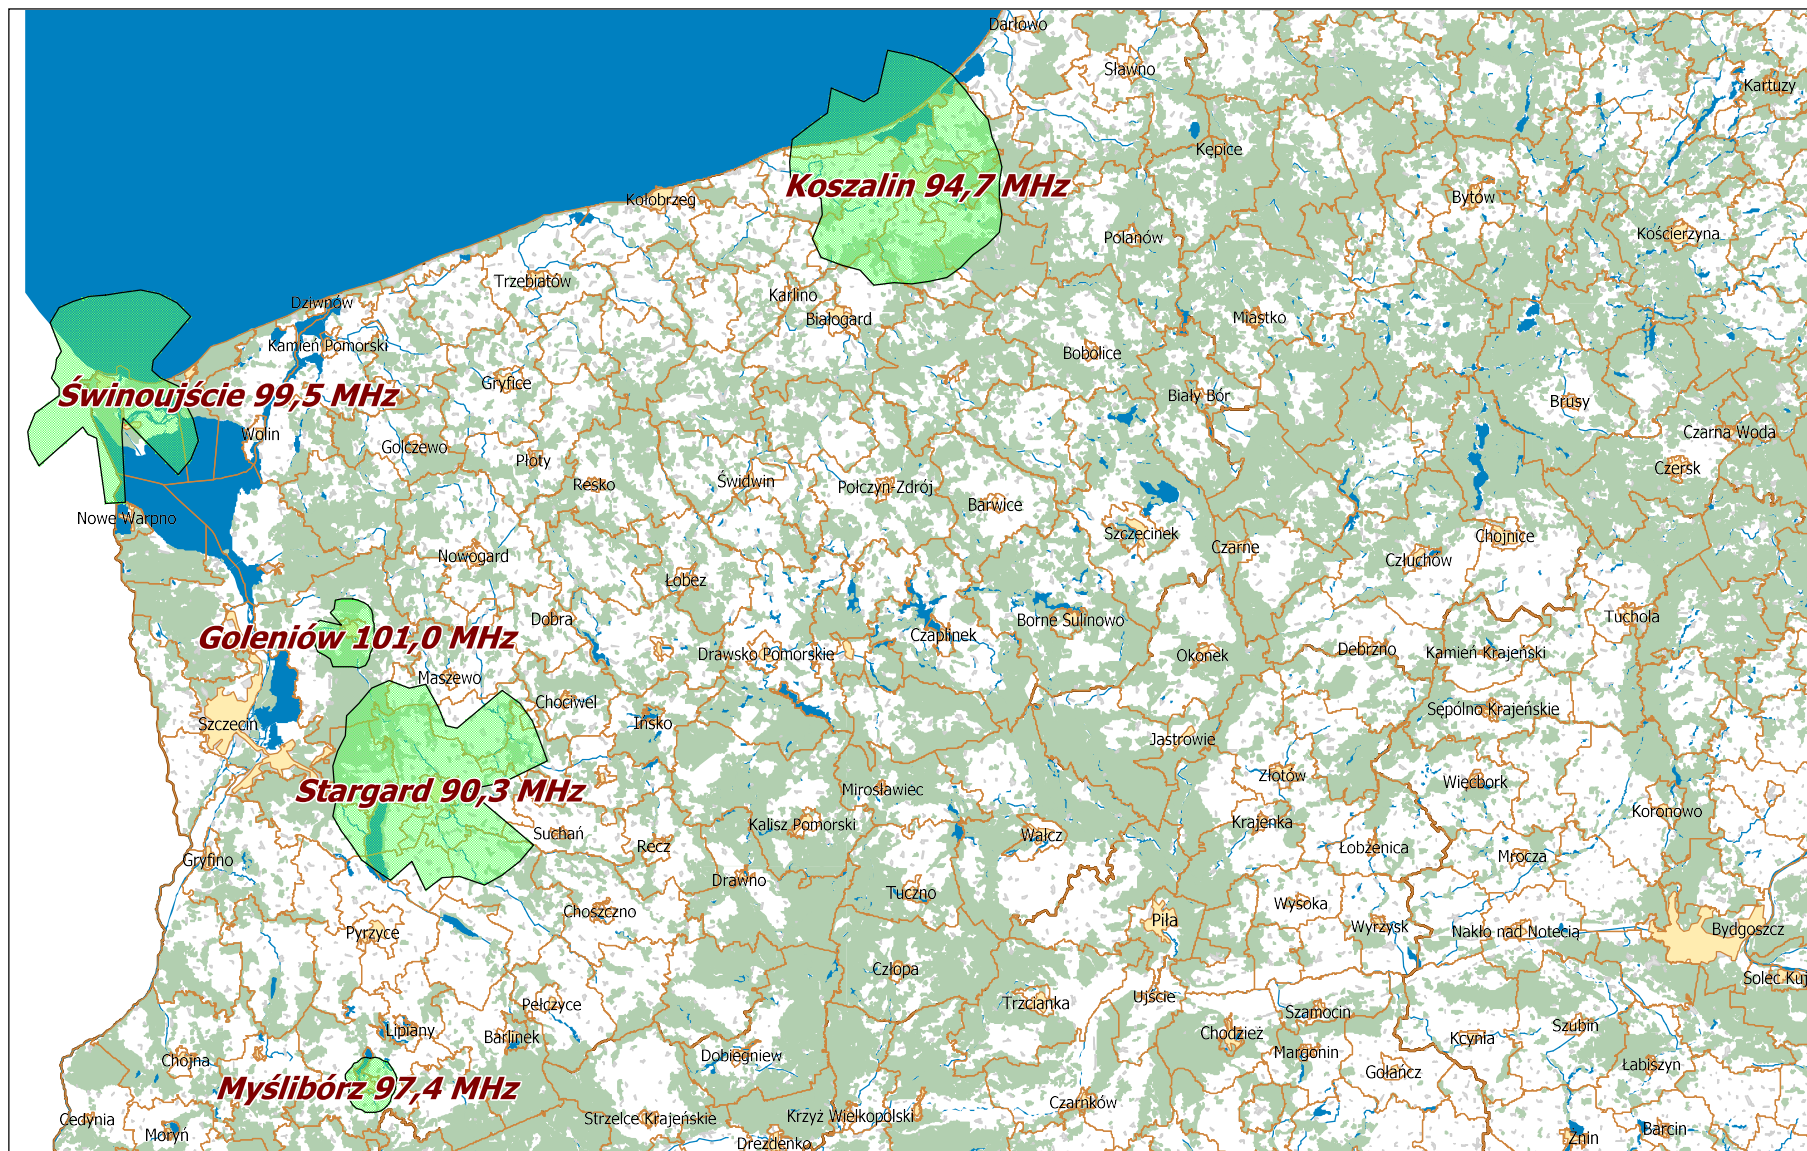 Darłowo
Sławno
Kartuzy
Kępice
Koszalin 94,7 MHz
Kołobrzeg
Bytów
Polanów
Kościerzyna
Trzebiatów
Karlino
Dziwnów
Białogard
Miastko
Kamień Pomorski
Bobolice
Gryfice
Świnoujście 99,5 MHz
Biały Bór
Brusy
Wolin
Golczewo
Czarna Woda
Płoty
Czersk
Resko
Świdwin
Połczyn-Zdrój
Barwice
Nowe Warpno
Szczecinek
Chojnice
Czarne
Nowogard
Człuchów
Łobez
Dobra
Borne Sulinowo
Tuchola
Goleniów 101,0 MHz
Czaplinek
Drawsko Pomorskie
Okonek
Debrzno
Kamień Krajeński
Maszewo
Chociwel
Sępólno Krajeńskie
Szczecin
Ińsko
Jastrowie
Złotów
Więcbork
Stargard 90,3 MHz
Mirosławiec
Koronowo
Kalisz Pomorski
Krajenka
Suchań
Wałcz
Recz
Łobżenica
Gryfino
Mrocza
Drawno
Tuczno
Wysoka
Choszczno
Piła
Wyrzysk
Nakło nad Notecią
Bydgoszcz
Pyrzyce
Człopa
Solec Kuj
Pełczyce
Trzcianka
Ujście
Szamocin
Lipiany
Barlinek
Chodzież
Szubin
Kcynia
Chojna
Dobiegniew
Margonin
Łabiszyn
Gołańcz
Myślibórz 97,4 MHz
Czarnków
Cedynia
Strzelce Krajeńskie
Krzyż Wielkopolski
Moryń
Barcin
Drezdenko
Żnin